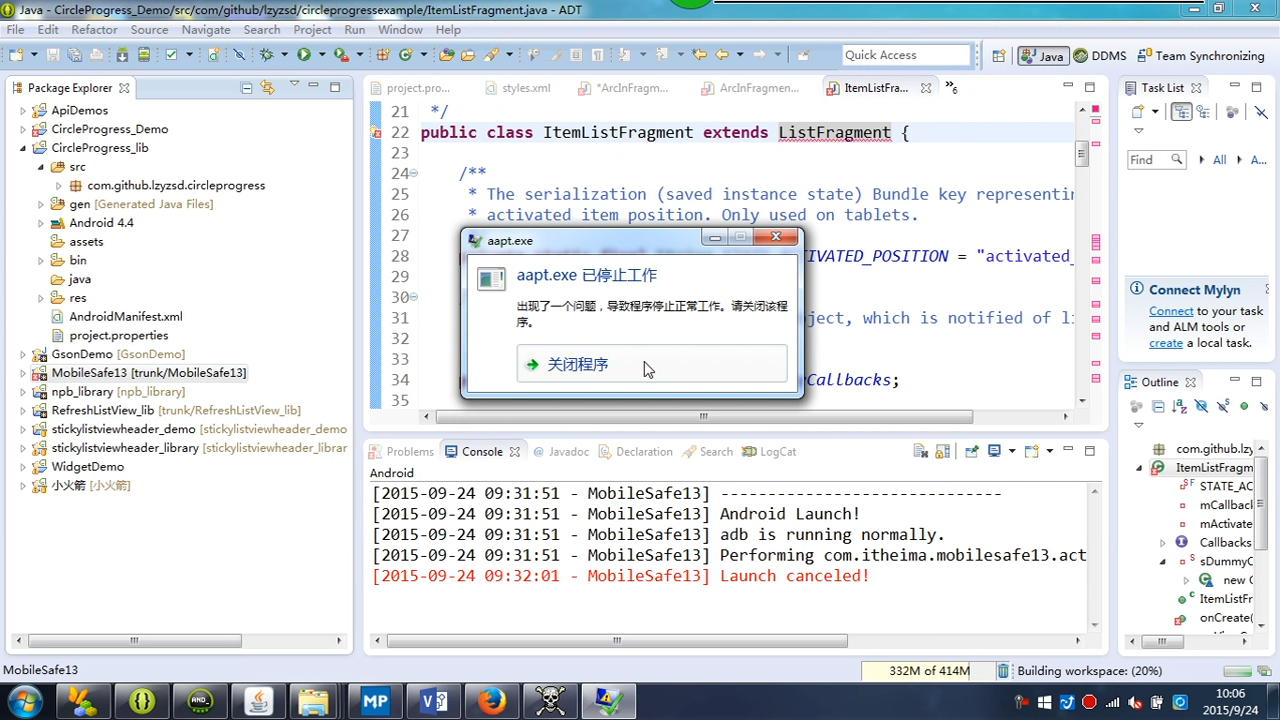 Java - CircleProgress_Demo/src/com/github/lzyzsd/circleprogressexample/ItemListFragment.java - ADT
File Edit Refactor Source Navigate Search Project Run Window Help
Quick Access
Java
DDMS
Team Synchronizing
Package Explorer
ApiDemos
CircleProgress_Demo
CircleProgress_lib
src
com.github.lzyzsd.circleprogress
gen [Generated Java Files]
Android 4.4
assets
bin
java
res
AndroidManifest.xml
project.properties
GsonDemo [GsonDemo]
MobileSafe13 [trunk/MobileSafe13]
npb_library [npb_library]
RefreshListView_lib [trunk/RefreshListView_lib]
stickylistviewheader_demo [stickylistviewheader_demo
stickylistviewheader_library [stickylistviewheader_librar
WidgetDemo
小火箭 [小火箭]
project.pro...
styles.xml
*ArcInFragm...
ArcInFragmen...
ItemListFra...
»6
21 */
22 public class ItemListFragment extends ListFragment {
23
24 /**
25 * The serialization (saved instance state) Bundle key representin
26 * activated item position. Only used on tablets.
27
28 TIVATED_POSITION = "activated_
30
31 ject, which is notified of li
32
33
34 Callbacks;
35
aapt.exe
aapt.exe 已停止工作
出现了一个问题，导致程序停止正常工作。请关闭该程
序。
关闭程序
Problems
Console
Javadoc
Declaration
Search
LogCat
Android
[2015-09-24 09:31:51 - MobileSafe13] ------------------------------
[2015-09-24 09:31:51 - MobileSafe13] Android Launch!
[2015-09-24 09:31:51 - MobileSafe13] adb is running normally.
[2015-09-24 09:31:51 - MobileSafe13] Performing com.itheima.mobilesafe13.act
[2015-09-24 09:32:01 - MobileSafe13] Launch canceled!
Task List
Find
All
A...
Connect Mylyn
Connect to your task
and ALM tools or
create a local task.
Outline
com.github.lzyzsd
ItemListFragm
STATE_AC
mCallback
mActivate
Callbacks
sDummyC
new C
ItemListFr
onCreate(
MobileSafe13
332M of 414M
Building workspace: (20%)
AND_
MP
10:06
2015/9/24